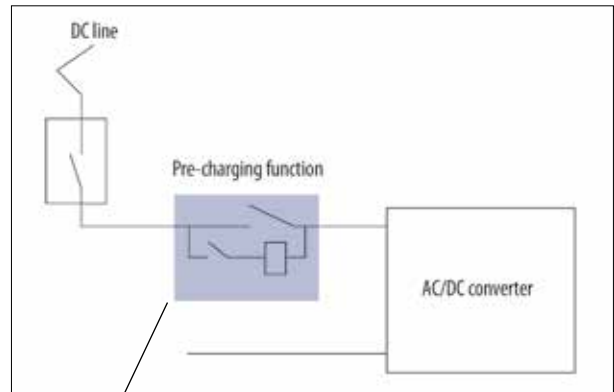 DC line
Pre-charging function
AC/DC converter